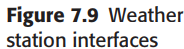 Figure 7.9 Weather
station interfaces